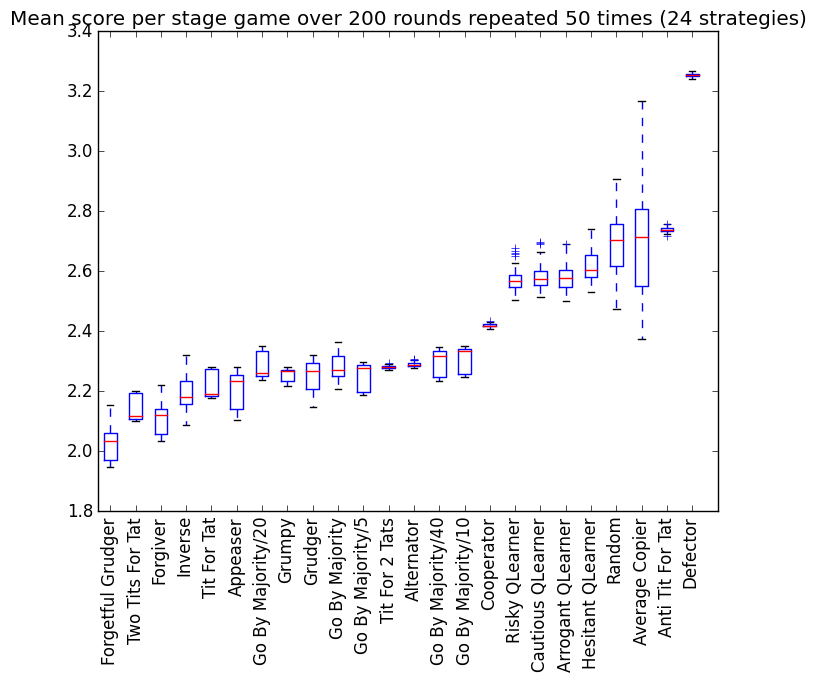 Mean score per stage game over 200 rounds repeated 50 times (24 strategies)
3.4
3.2
3.0
2.8
2.6
2.4
2.2
2.0
1.8
Forgetful Grudger
Two Tits For Tat
Forgiver
Inverse
Tit For Tat
Appeaser
Go By Majority/20
Grumpy
Grudger
Go By Majority
Go By Majority/5
Tit For 2 Tats
Alternator
Go By Majority/40
Go By Majority/10
Cooperator
Risky QLearner
Cautious QLearner
Arrogant QLearner
Hesitant QLearner
Random
Average Copier
Anti Tit For Tat
Defector